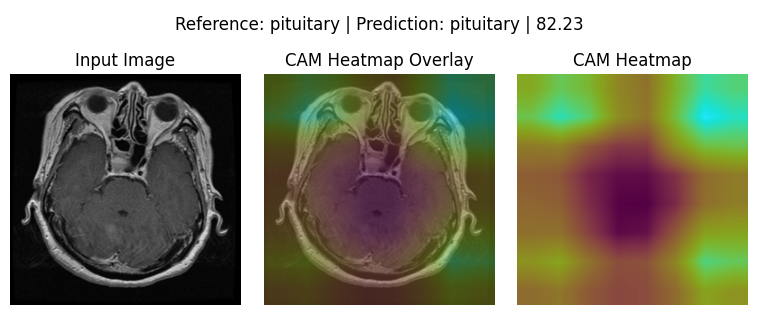 Reference: pituitary | Prediction: pituitary | 82.23
Input Image
CAM Heatmap Overlay
CAM Heatmap